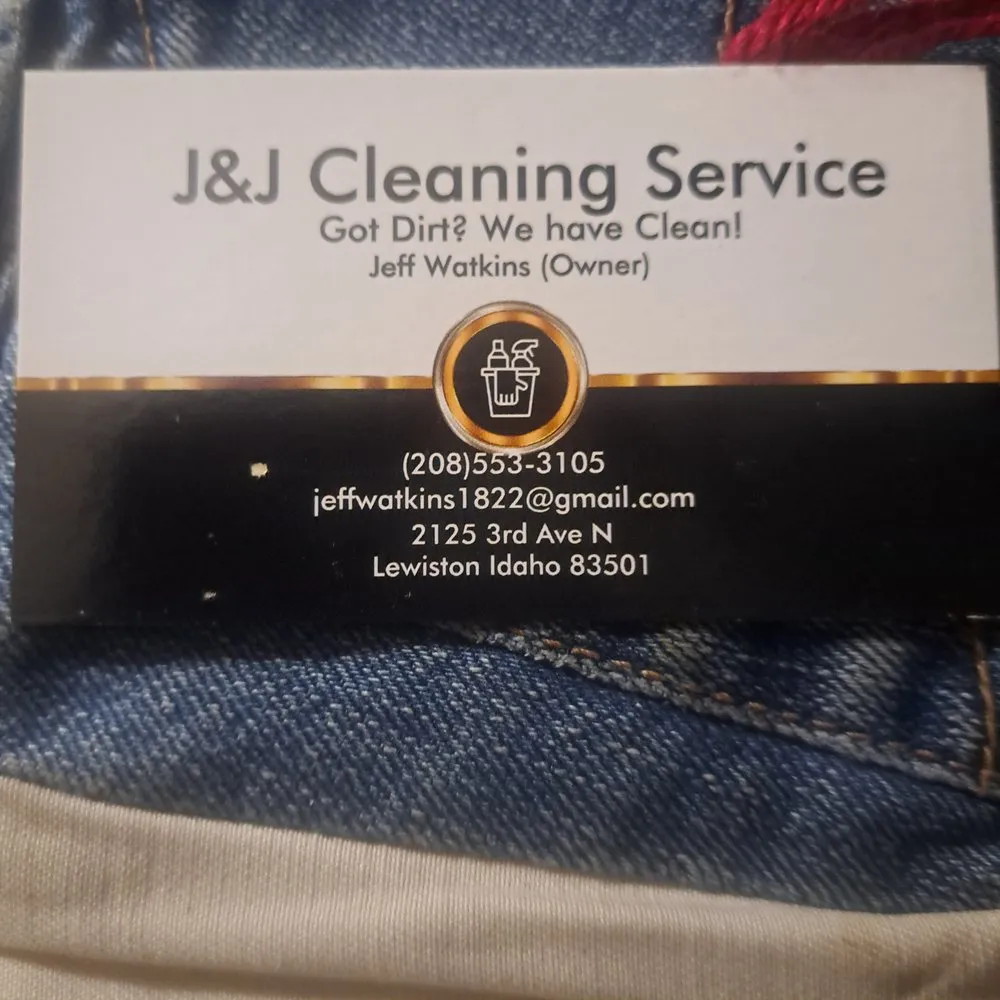 J&J Cleaning Service
Got Dirt? We have Clean!
Jeff Watkins (Owner)
(208)553-3105
jeffwatkins1822@gmail.com
2125 3rd Ave N
Lewiston Idaho 83501